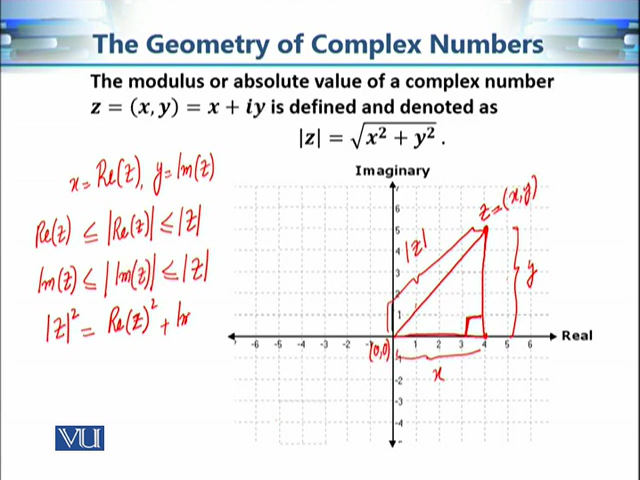 The Geometry of Complex Numbers
The modulus or absolute value of a complex number
z = (x, y) = x + iy is defined and denoted as
|z| = √x² + y² .
x = Re(z), y = Im(z)
Re(z) ≤ |Re(z)| ≤ |z|
Im(z) ≤ |Im(z)| ≤ |z|
|z|² = Re(z)² + Im
Imaginary
z = (x, y)
6
5
4
3
2
1
|z|
y
-6 -5 -4 -3 -2 1 2 3 4 5 6
Real
(0,0)
x
-2
-3
-4
VU